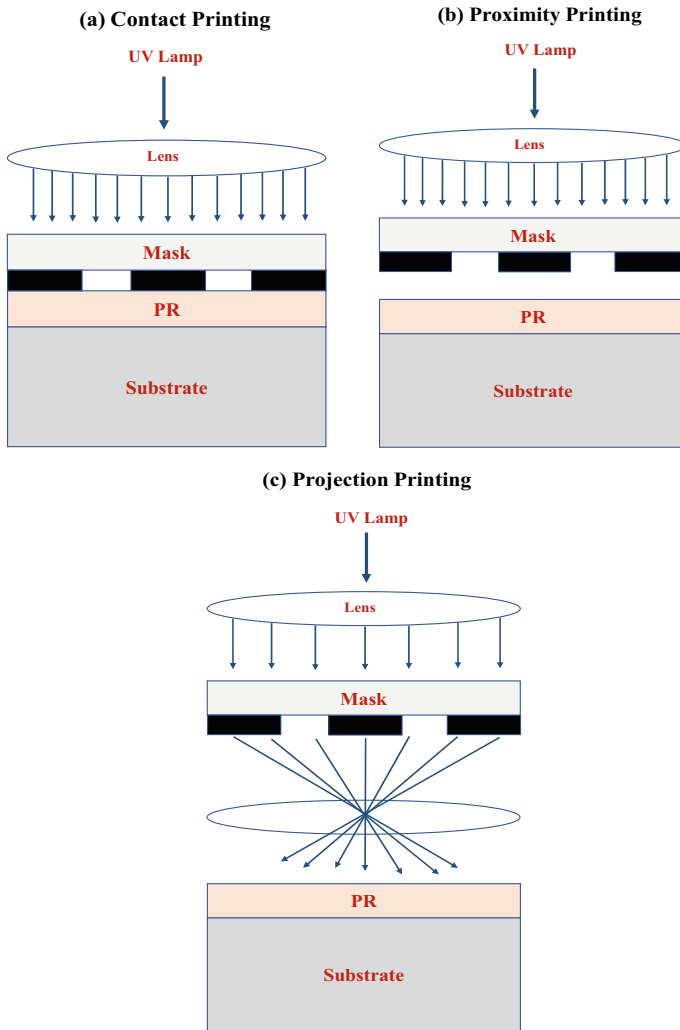 (a) Contact Printing
UV Lamp
Lens
Mask
PR
Substrate
(b) Proximity Printing
UV Lamp
Lens
Mask
PR
Substrate
(c) Projection Printing
UV Lamp
Lens
Mask
PR
Substrate